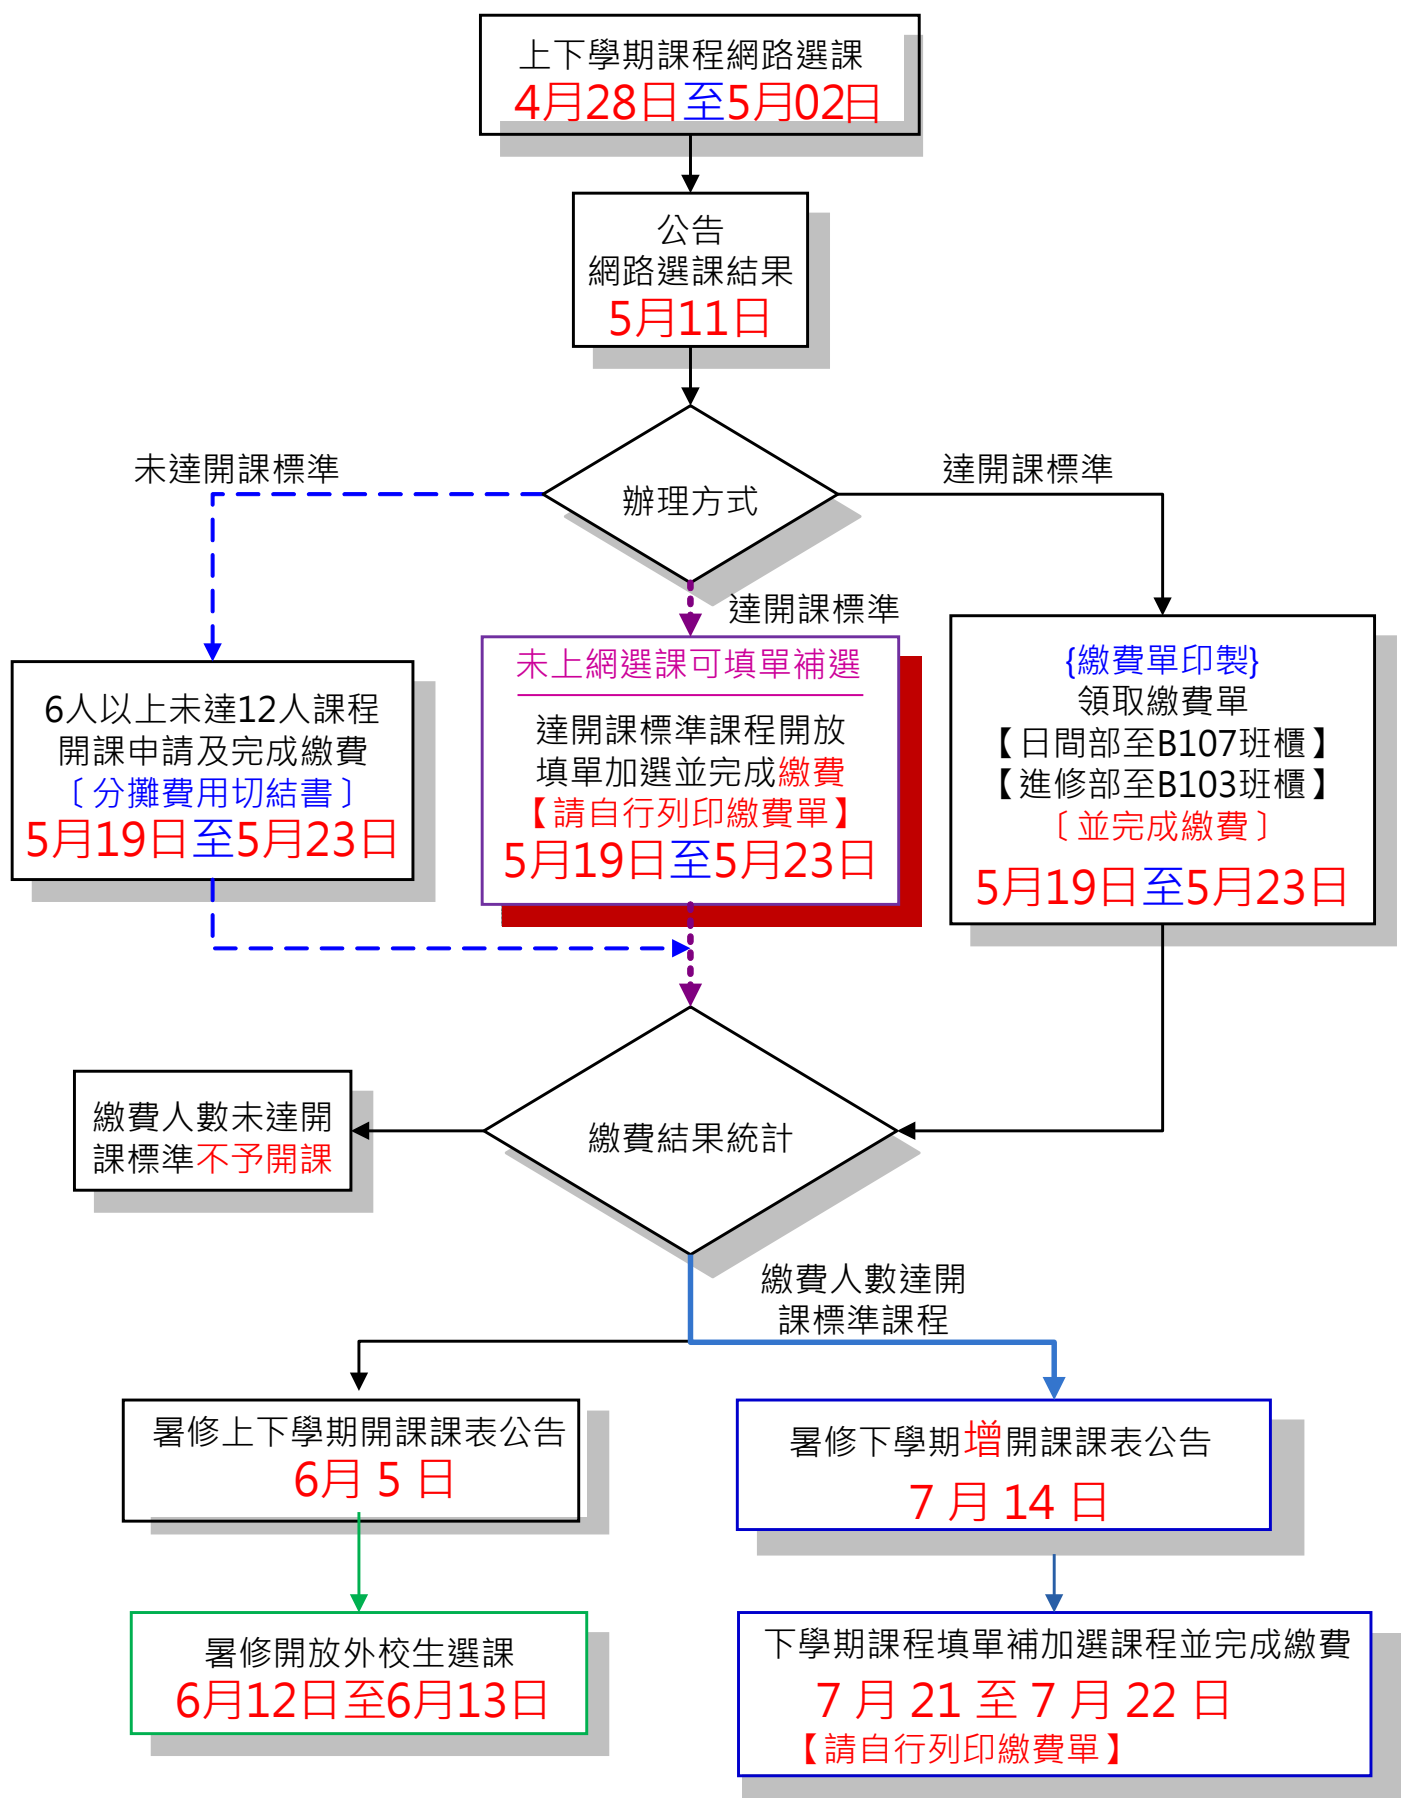 上下學期課程網路選課
4月28日至5月02日
公告
網路選課結果
5月11日
未達開課標準
達開課標準
辦理方式
達開課標準
6人以上未達12人課程
開課申請及完成繳費
〔分攤費用切結書〕
5月19日至5月23日
未上網選課可填單補選
達開課標準課程開放
填單加選並完成繳費
【請自行列印繳費單】
5月19日至5月23日
{繳費單印製}
領取繳費單
【日間部至B107班櫃】
【進修部至B103班櫃】
〔並完成繳費〕
5月19日至5月23日
繳費人數未達開
課標準不予開課
繳費結果統計
繳費人數達開
課標準課程
暑修上下學期開課課表公告
6月 5 日
暑修下學期增開課課表公告
7 月 14 日
暑修開放外校生選課
6月12日至6月13日
下學期課程填單補加選課程並完成繳費
7 月 21 至 7 月 22 日
【請自行列印繳費單】